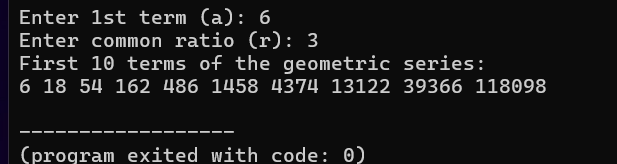 Enter 1st term (a): 6
Enter common ratio (r): 3
First 10 terms of the geometric series:
6 18 54 162 486 1458 4374 13122 39366 118098
------------------
(program exited with code: 0)